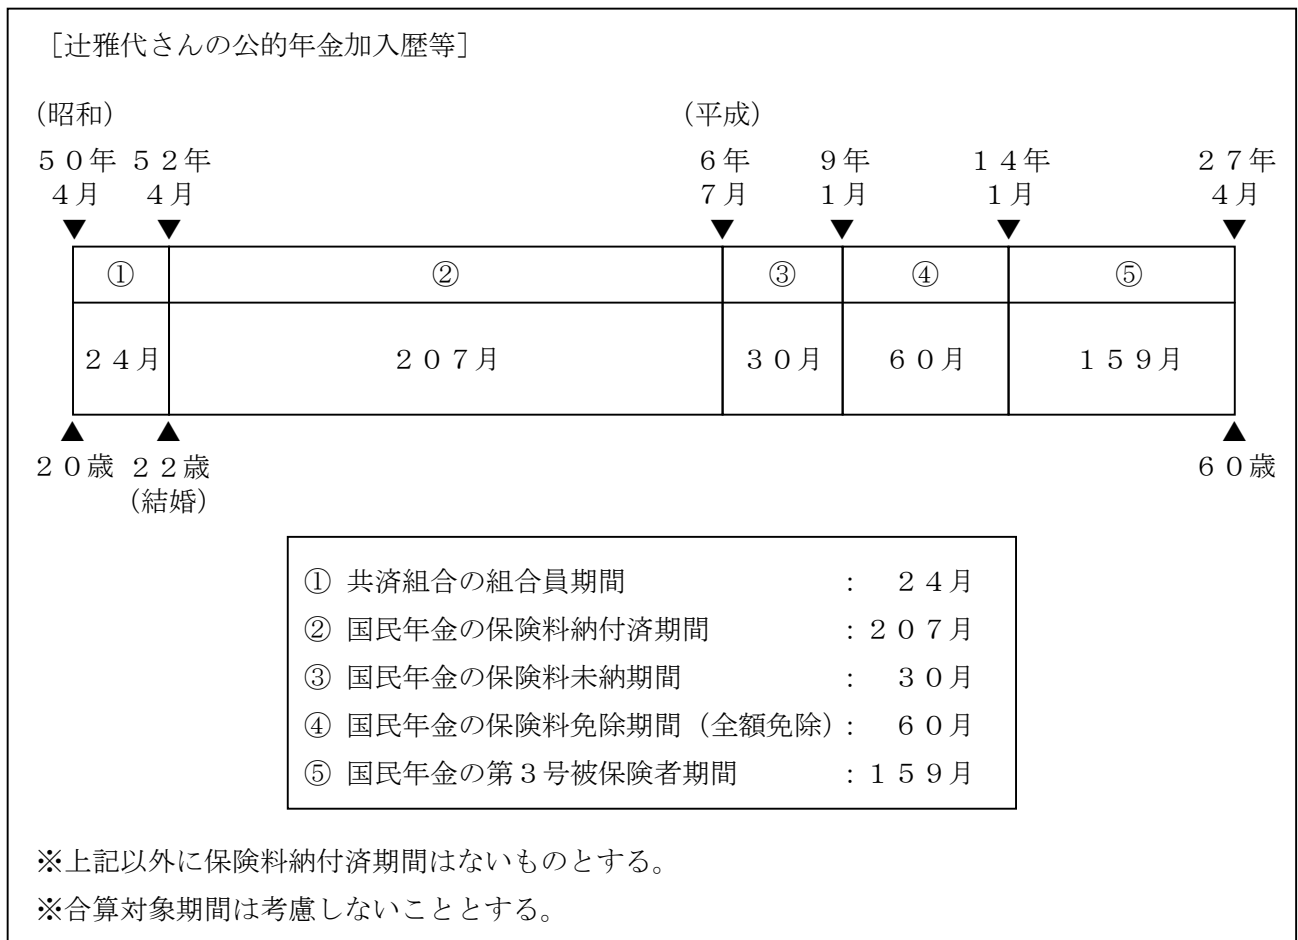 ［辻雅代さんの公的年金加入歴等］
（昭和）　（平成）
５０年 ５２年　６年　９年　１４年　２７年
４月　４月　７月　１月　１月　４月
▼　▼　▼　▼　▼　▼
①　②　③　④　⑤
２４月　２０７月　３０月　６０月　１５９月
▲　▲　▲
２０歳 ２２歳　６０歳
（結婚）
① 共済組合の組合員期間　：　２４月
② 国民年金の保険料納付済期間　：２０７月
③ 国民年金の保険料未納期間　：　３０月
④ 国民年金の保険料免除期間（全額免除）：　６０月
⑤ 国民年金の第３号被保険者期間　：１５９月
※上記以外に保険料納付済期間はないものとする。
※合算対象期間は考慮しないこととする。